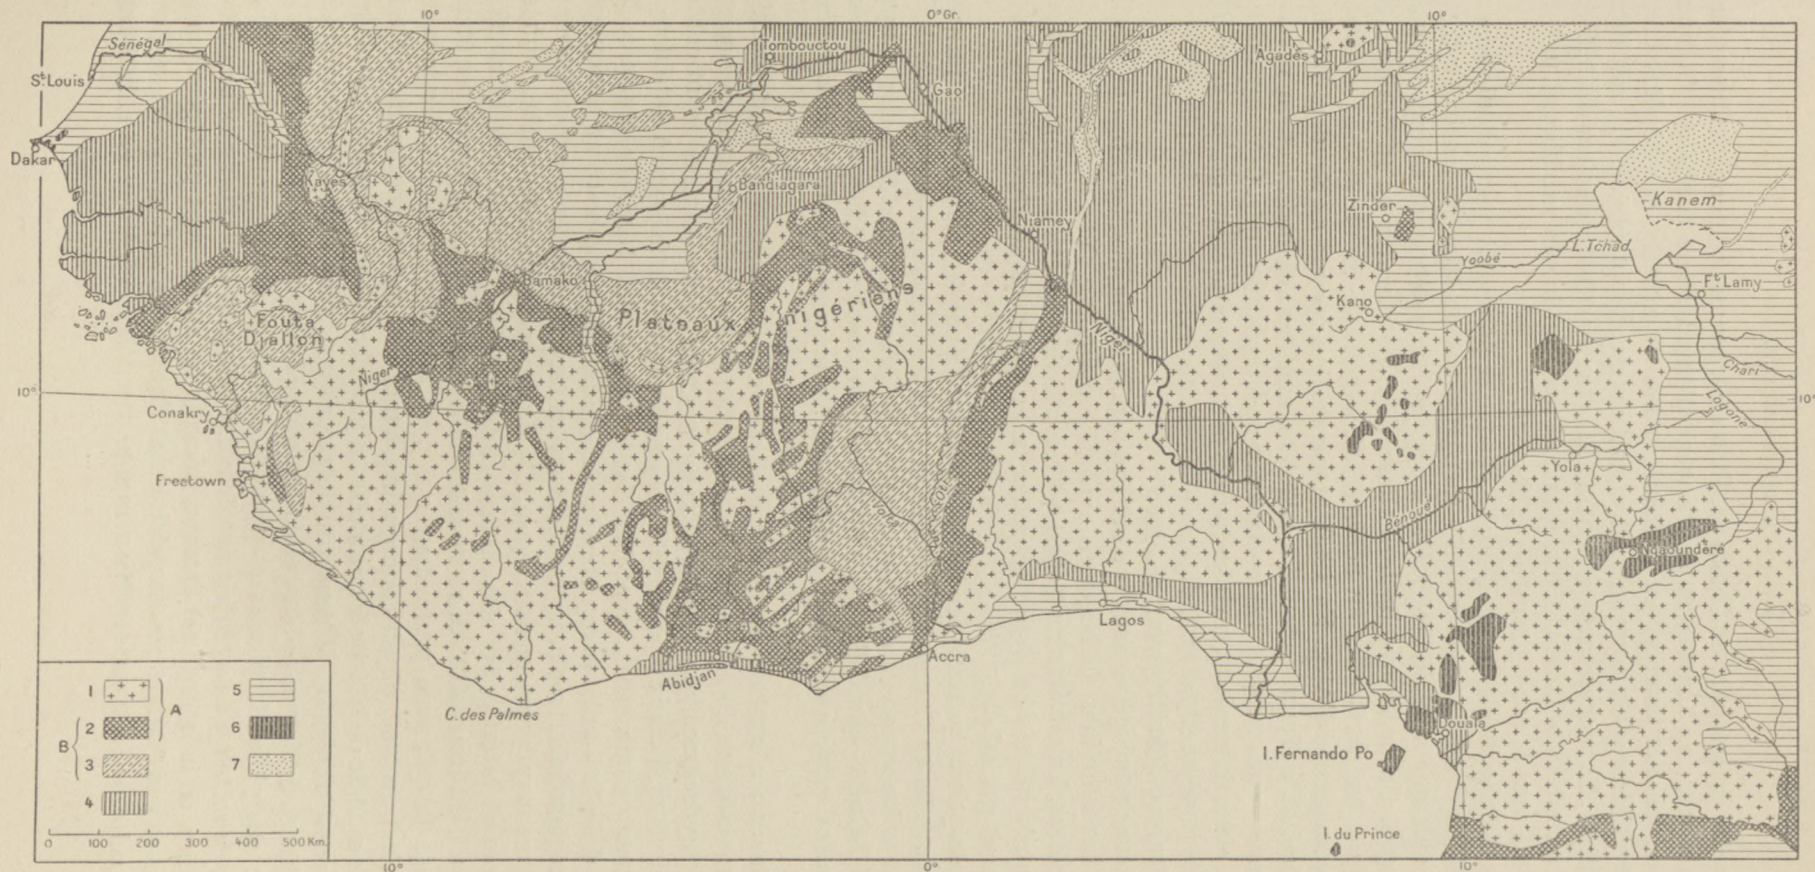 10°
0° Gr.
10°
Sénégal
Tombouctou
Agadès
St Louis
Gao
Dakar
Kayes
Bandiagara
Zinder
Kanem
Niamey
L. Tchad
Yoobé
Bamako
Ft Lamy
Kano
Fouta
Djallon
Plateaux nigériens
Niger
Niger
Chari
10°
10°
Logone
Conakry
Freetown
Yola
Volta
Bénoué
Ngaoundéré
Lagos
Accra
Abidjan
C. des Palmes
Douala
I. Fernando Po
I. du Prince
1
A
5
B
2
6
3
7
4
0 100 200 300 400 500 Km.
10°
0°
10°